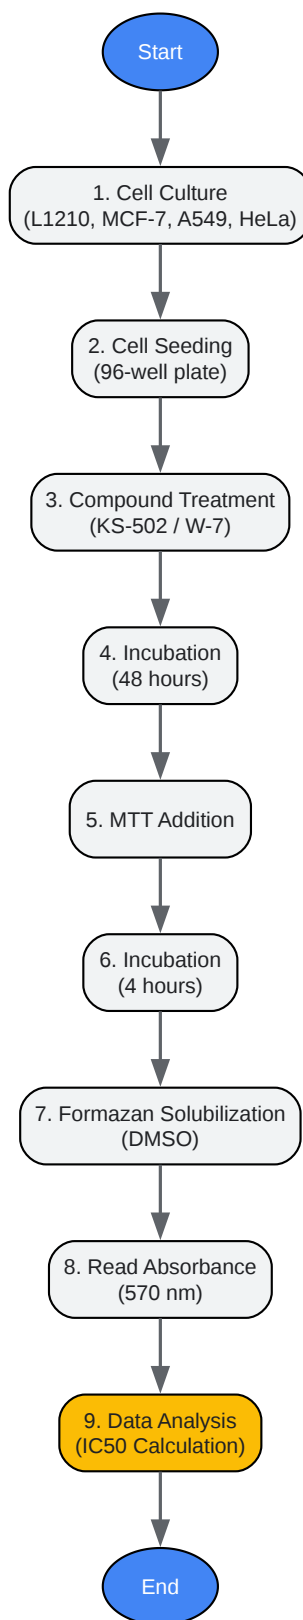 Start
1. Cell Culture
(L1210, MCF-7, A549, HeLa)
2. Cell Seeding
(96-well plate)
3. Compound Treatment
(KS-502 / W-7)
4. Incubation
(48 hours)
5. MTT Addition
6. Incubation
(4 hours)
7. Formazan Solubilization
(DMSO)
8. Read Absorbance
(570 nm)
9. Data Analysis
(IC50 Calculation)
End